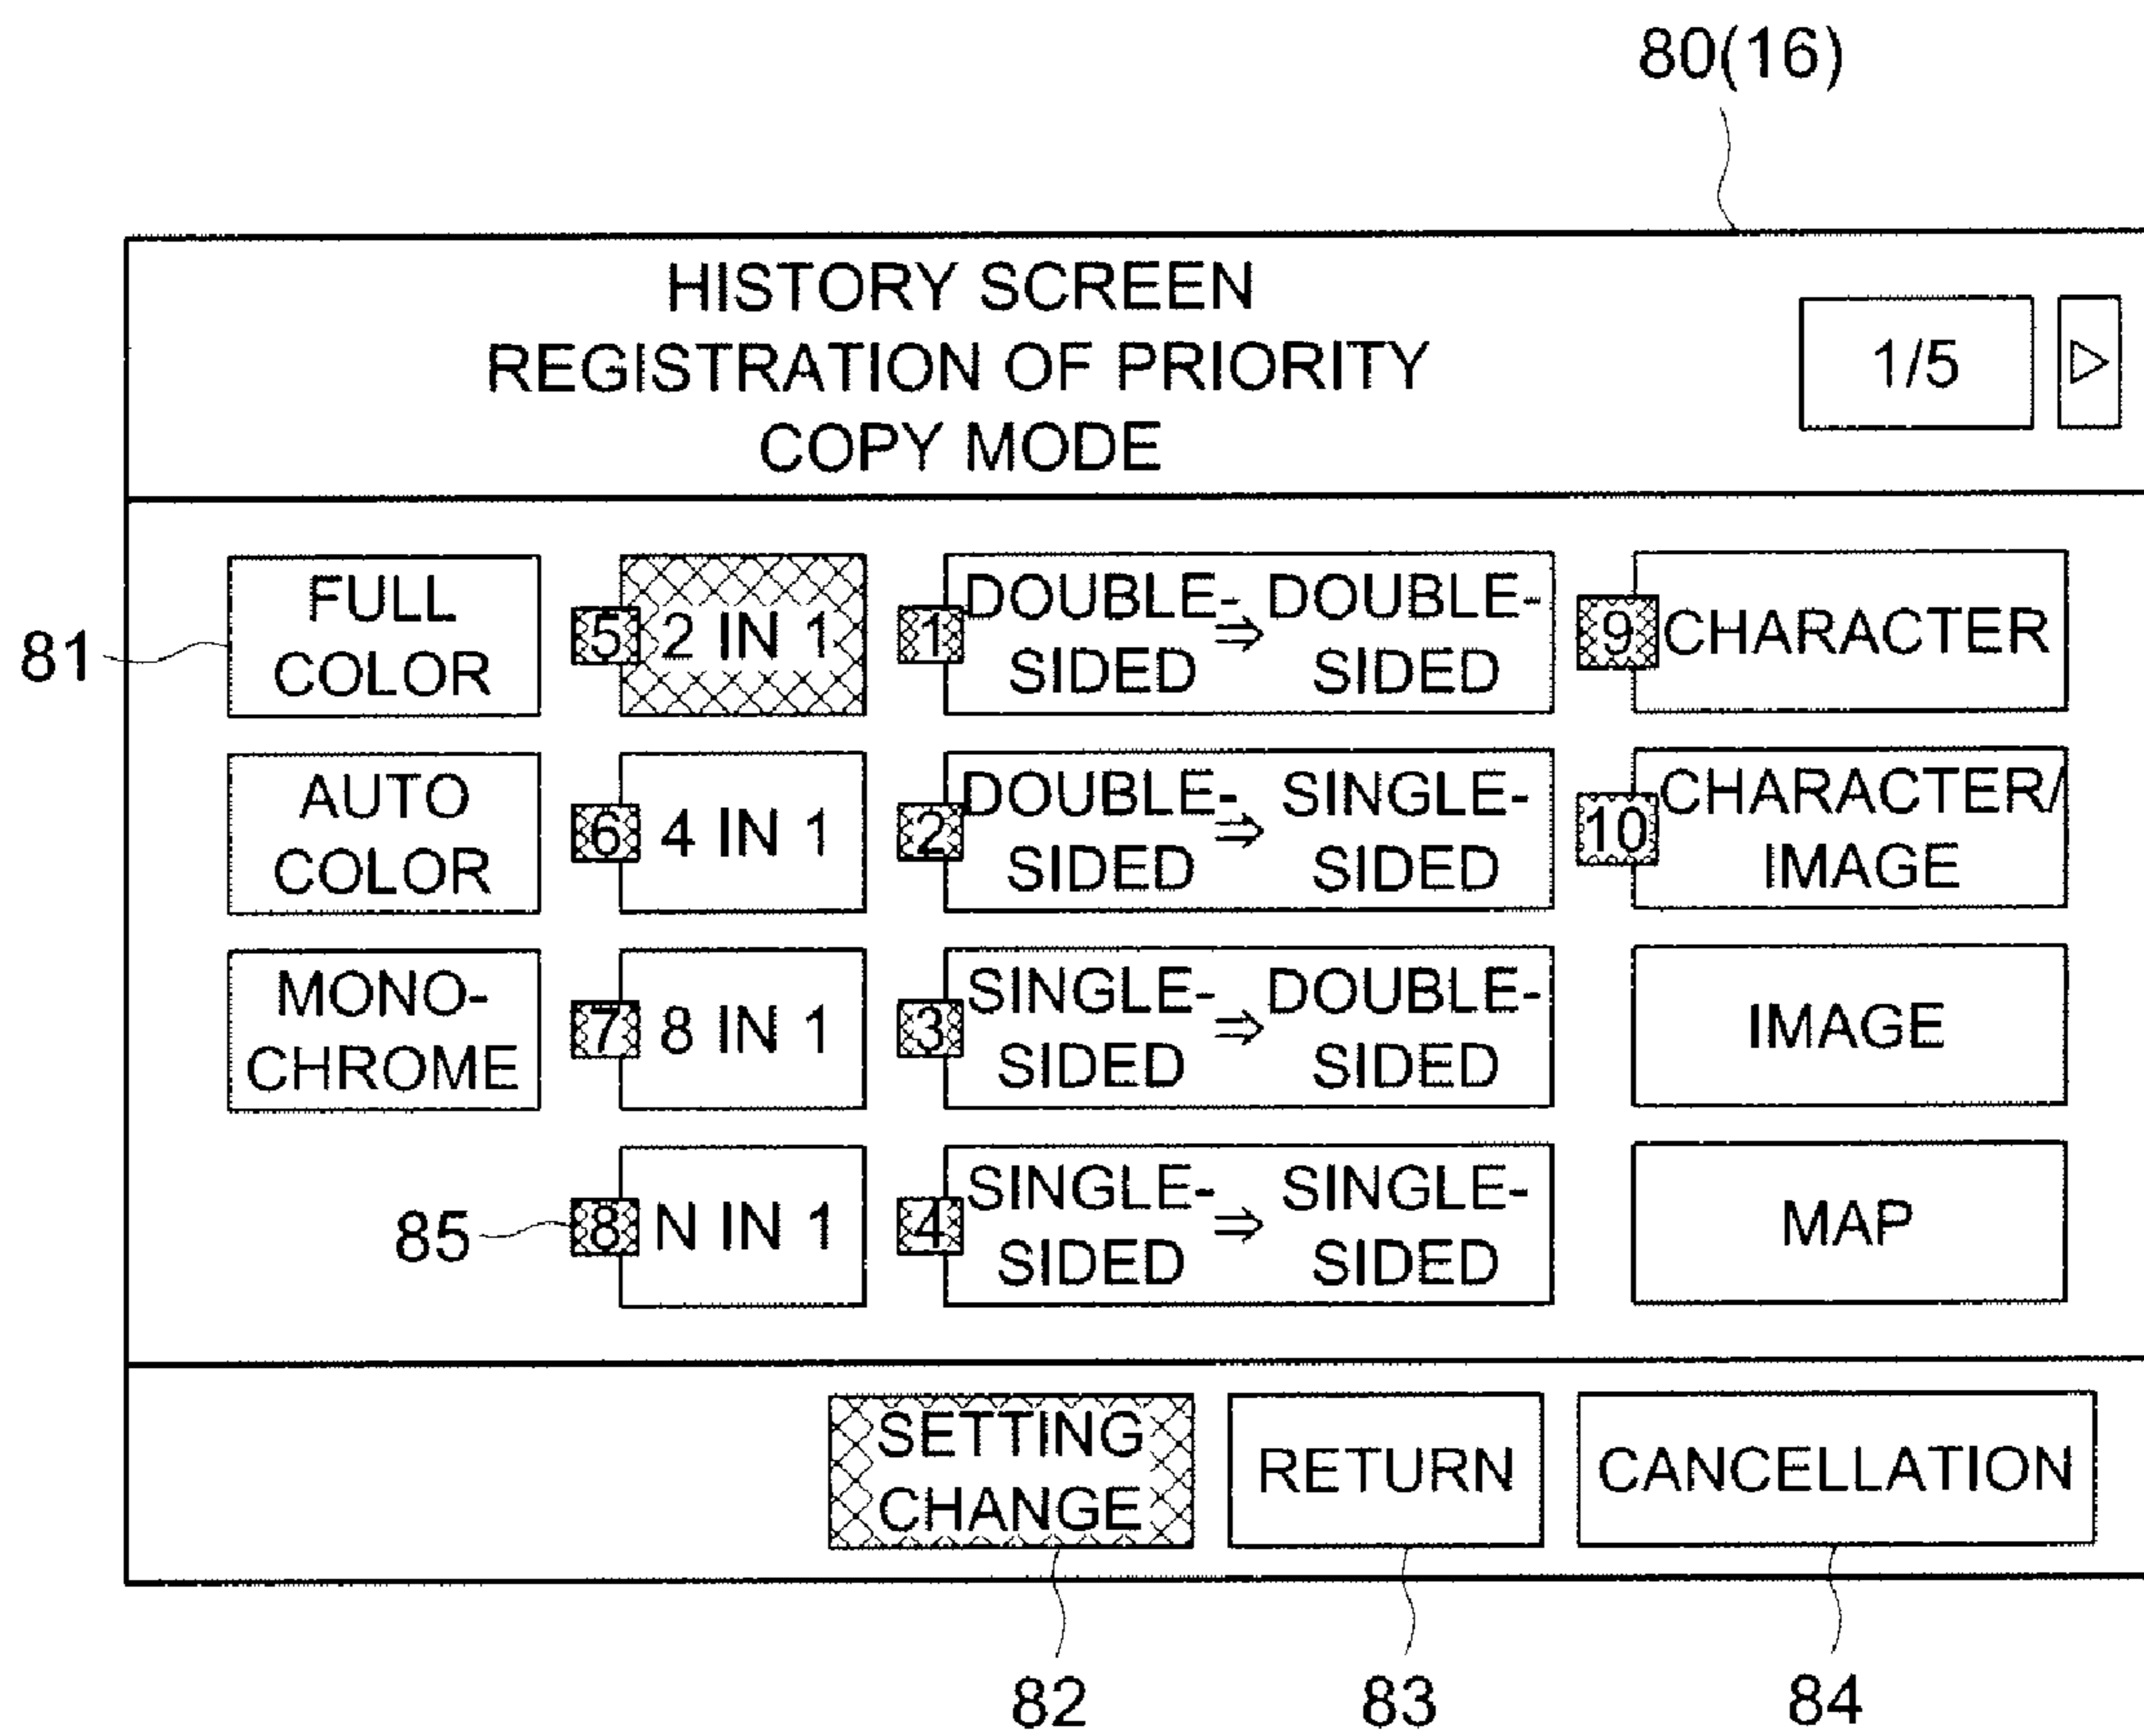 80(16)
HISTORY SCREEN
REGISTRATION OF PRIORITY
COPY MODE
1/5
81
FULL
COLOR
5
2 IN 1
1
DOUBLE-
SIDED
⇒
DOUBLE-
SIDED
9
CHARACTER
AUTO
COLOR
6
4 IN 1
2
DOUBLE-
SIDED
⇒
SINGLE-
SIDED
10
CHARACTER/
IMAGE
MONO-
CHROME
7
8 IN 1
3
SINGLE-
SIDED
⇒
DOUBLE-
SIDED
IMAGE
85
8
N IN 1
4
SINGLE-
SIDED
⇒
SINGLE-
SIDED
MAP
SETTING
CHANGE
RETURN
CANCELLATION
82
83
84